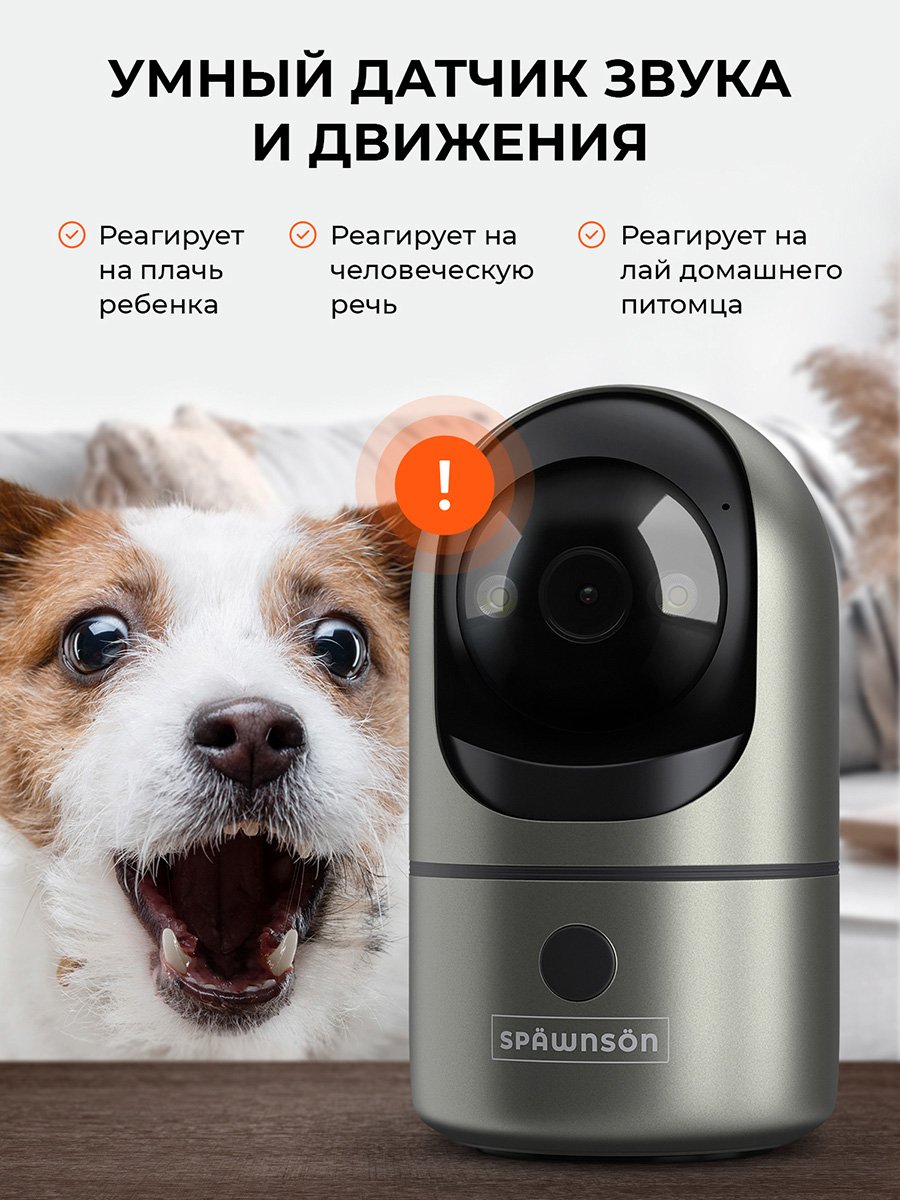 УМНЫЙ ДАТЧИК ЗВУКА
И ДВИЖЕНИЯ
Реагирует
на плачь
ребенка
Реагирует на
человеческую
речь
Реагирует на
лай домашнего
питомца
!
SPÄWNSÖN